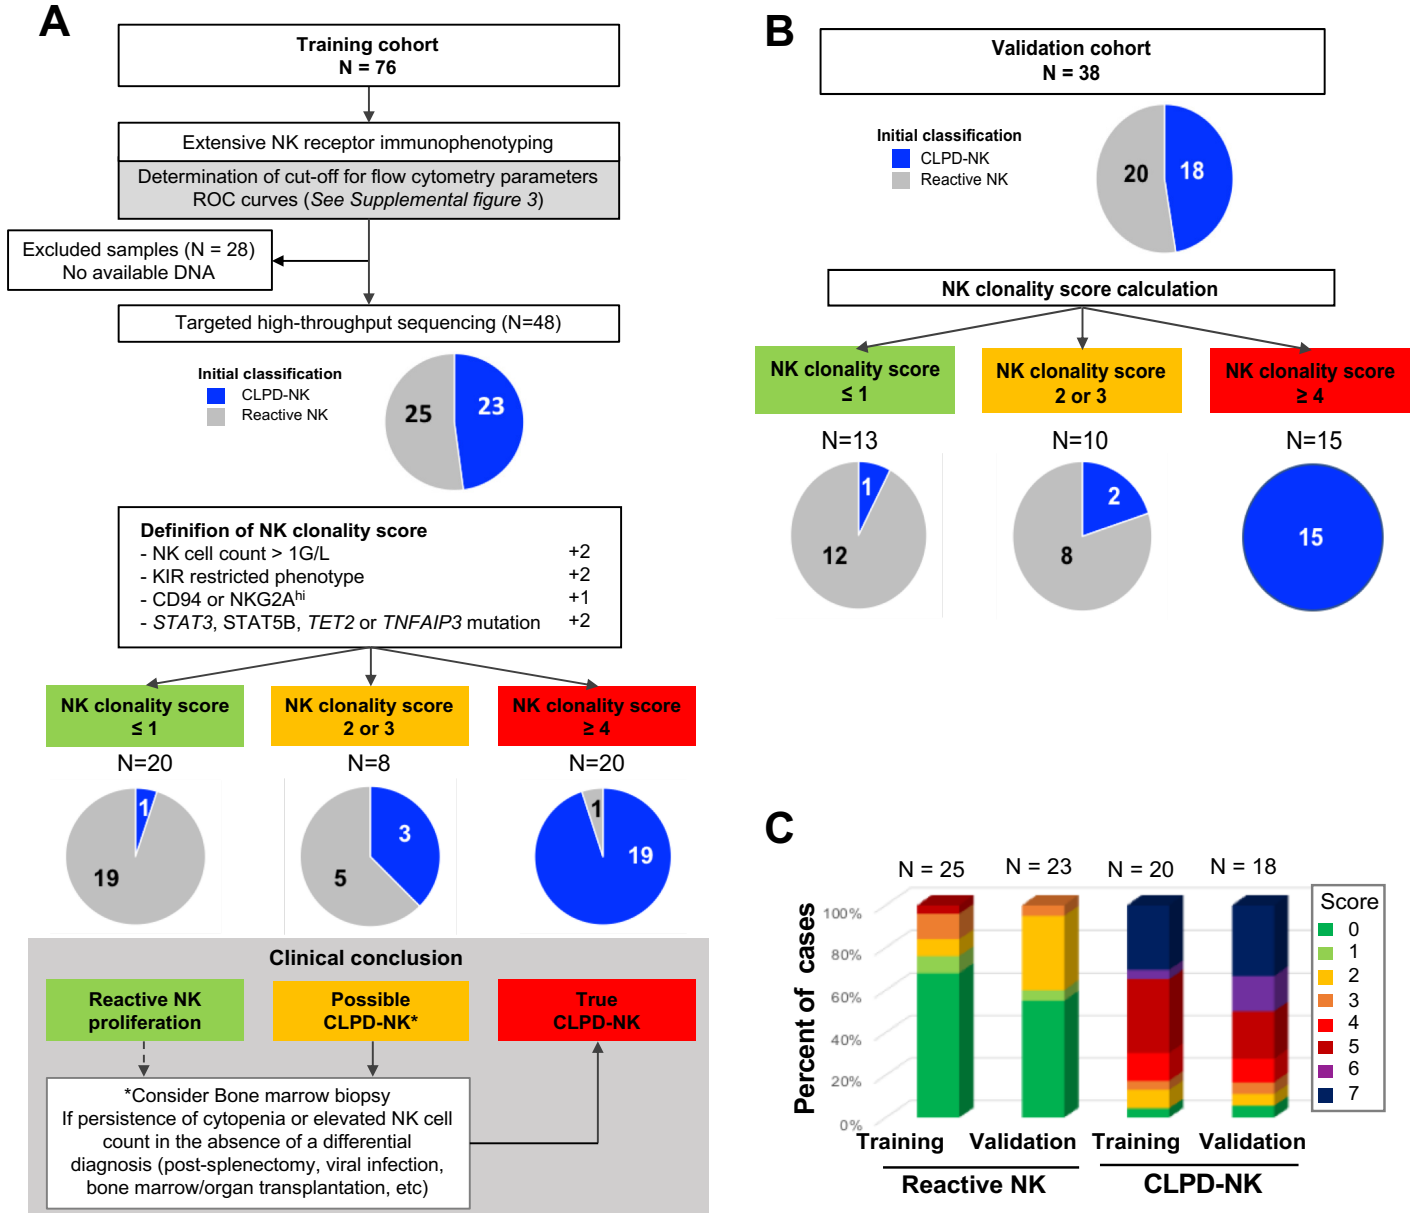 A
Training cohort
N = 76
Extensive NK receptor immunophenotyping
Determination of cut-off for flow cytometry parameters
ROC curves (See Supplemental figure 3)
Excluded samples (N = 28)
No available DNA
Targeted high-throughput sequencing (N=48)
Initial classification
CLPD-NK
Reactive NK
25
23
Definifion of NK clonality score
- NK cell count > 1G/L +2
- KIR restricted phenotype +2
- CD94 or NKG2Ahi +1
- STAT3, STAT5B, TET2 or TNFAIP3 mutation +2
NK clonality score
≤ 1
NK clonality score
2 or 3
NK clonality score
≥ 4
N=20
N=8
N=20
1
19
3
5
1
19
Clinical conclusion
Reactive NK
proliferation
Possible
CLPD-NK*
True
CLPD-NK
*Consider Bone marrow biopsy
If persistence of cytopenia or elevated NK cell
count in the absence of a differential
diagnosis (post-splenectomy, viral infection,
bone marrow/organ transplantation, etc)
B
Validation cohort
N = 38
Initial classification
CLPD-NK
Reactive NK
20
18
NK clonality score calculation
NK clonality score
≤ 1
NK clonality score
2 or 3
NK clonality score
≥ 4
N=13
N=10
N=15
1
12
2
8
15
C
N = 25
N = 23
N = 20
N = 18
Percent of cases
100%
80%
60%
40%
20%
0%
Training
Validation
Training
Validation
Reactive NK
CLPD-NK
Score
0
1
2
3
4
5
6
7